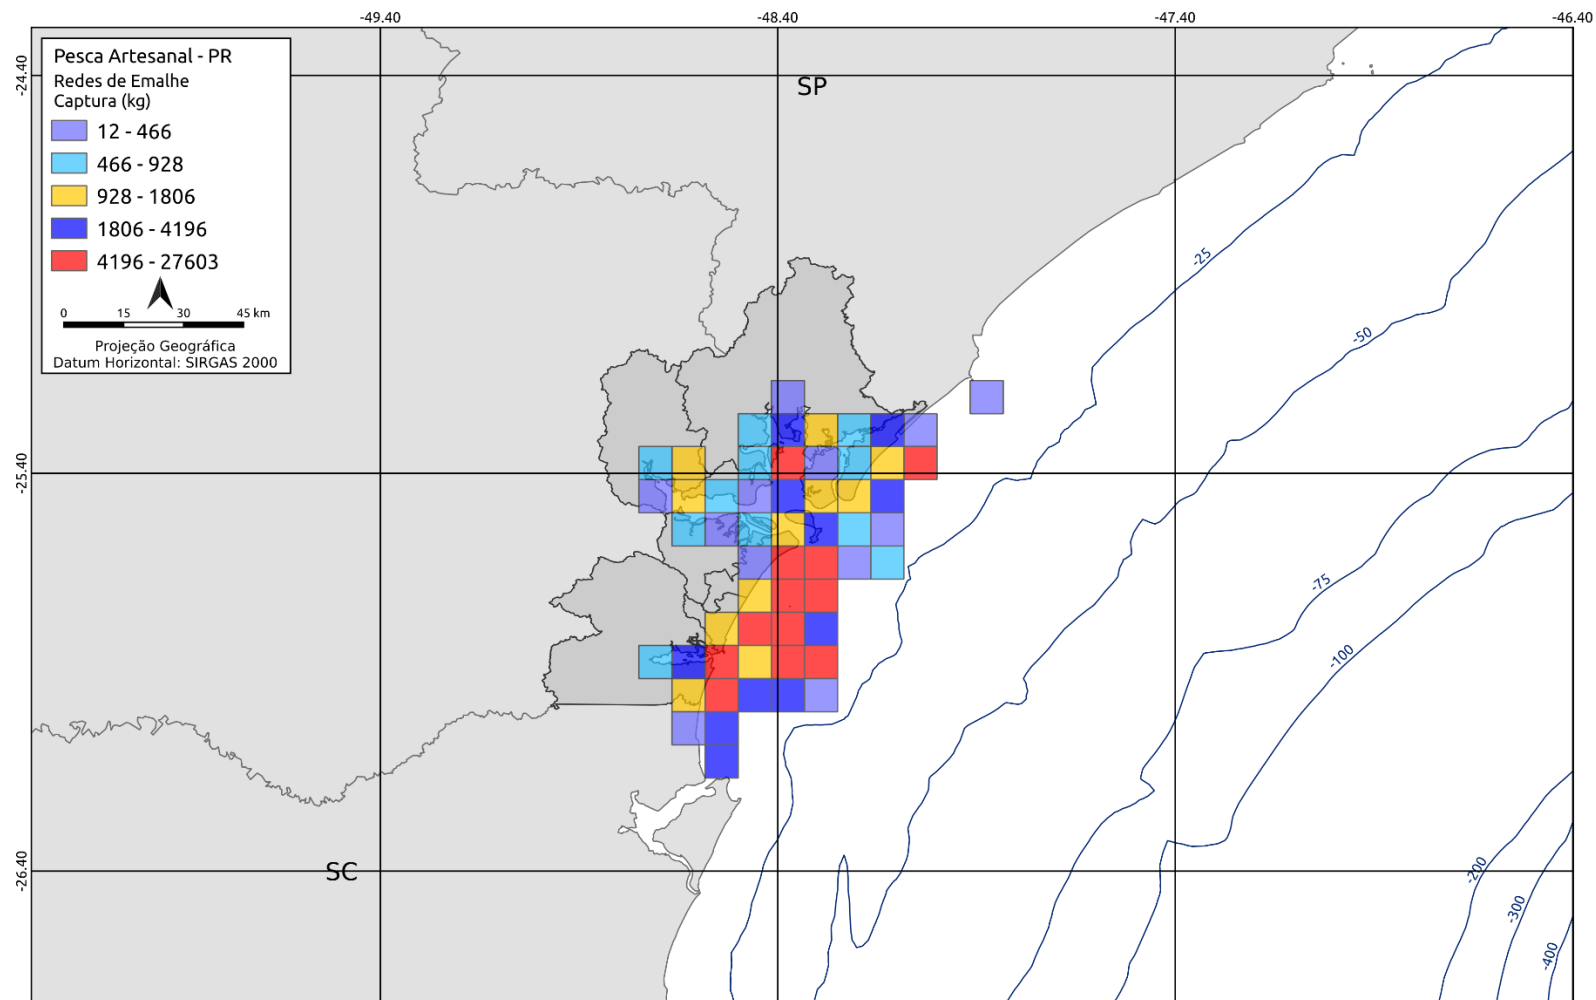 -49.40
-48.40
-47.40
-46.40
-24.40
Pesca Artesanal - PR
Redes de Emalhe
Captura (kg)
12 - 466
466 - 928
928 - 1806
1806 - 4196
4196 - 27603
0 15 30 45 km
Projeção Geográfica
Datum Horizontal: SIRGAS 2000
SP
-25
-50
-25.40
-75
-100
-26.40
SC
-200
-300
-400